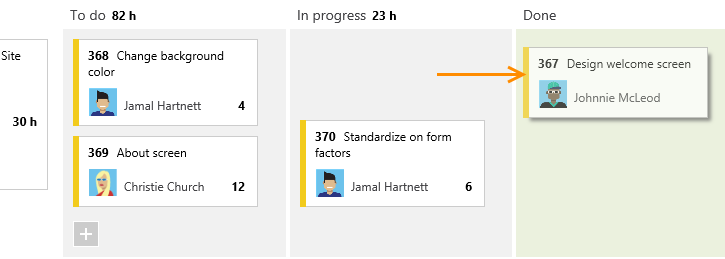 To do 82 h
In progress 23 h
Done
Site
30 h
368 Change background
color
Jamal Hartnett 4
369 About screen
Christie Church 12
370 Standardize on form
factors
Jamal Hartnett 6
367 Design welcome screen
Johnnie McLeod